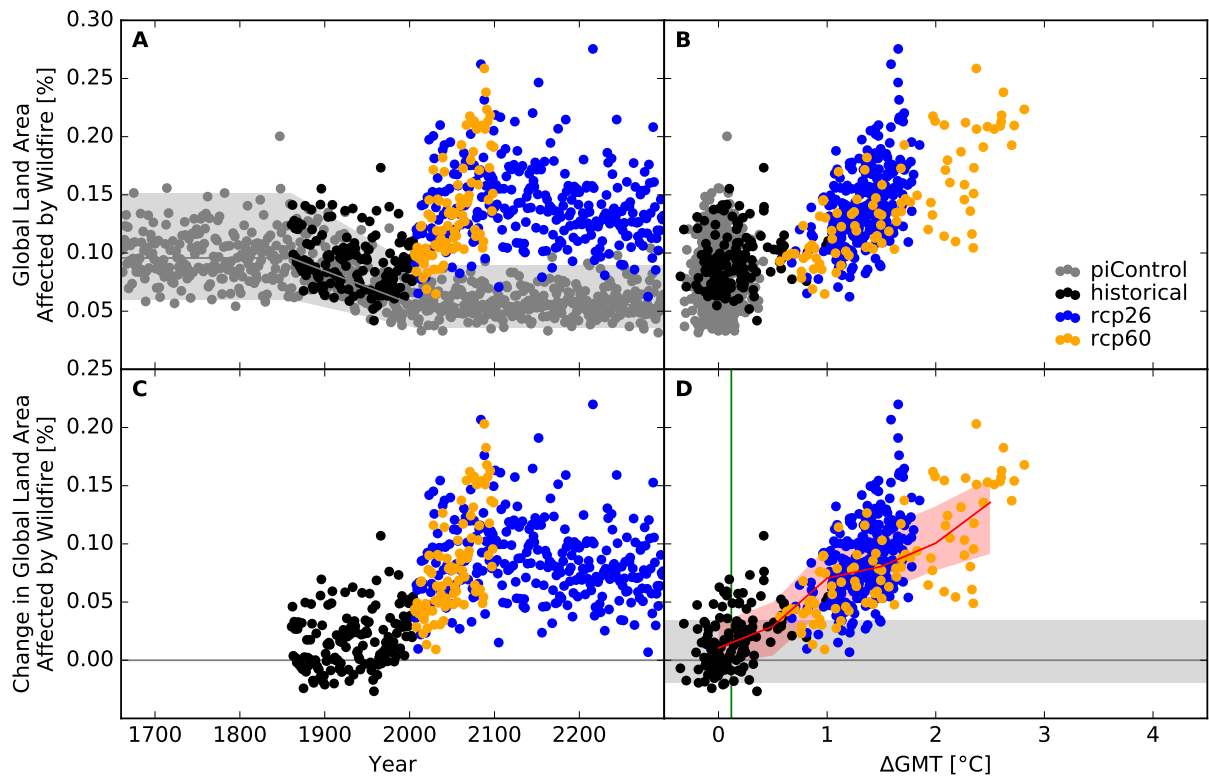 A
B
Global Land Area
Affected by Wildfire [%]
0.30
0.25
0.20
0.15
0.10
0.05
0.25
piControl
historical
rcp26
rcp60
C
D
Change in Global Land Area
Affected by Wildfire [%]
0.20
0.15
0.10
0.05
0.00
1700 1800 1900 2000 2100 2200
Year
0 1 2 3 4
ΔGMT [°C]